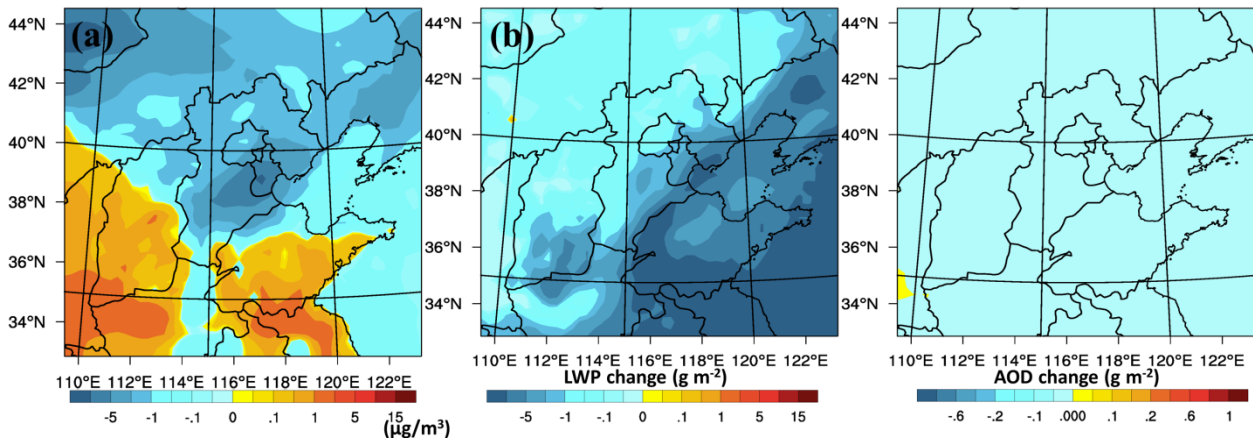 (a)
(b)
44°N
42°N
40°N
38°N
36°N
34°N
44°N
42°N
40°N
38°N
36°N
34°N
44°N
42°N
40°N
38°N
36°N
34°N
110°E 112°E 114°E 116°E 118°E 120°E 122°E
110°E 112°E 114°E 116°E 118°E 120°E 122°E
110°E 112°E 114°E 116°E 118°E 120°E 122°E
LWP change (g m⁻²)
AOD change (g m⁻²)
-5 -1 -.1 0 .1 1 5 15
(µg/m³)
-5 -1 -.1 0 .1 1 5 15
-.6 -.2 -.1 .000 .1 .2 .6 1